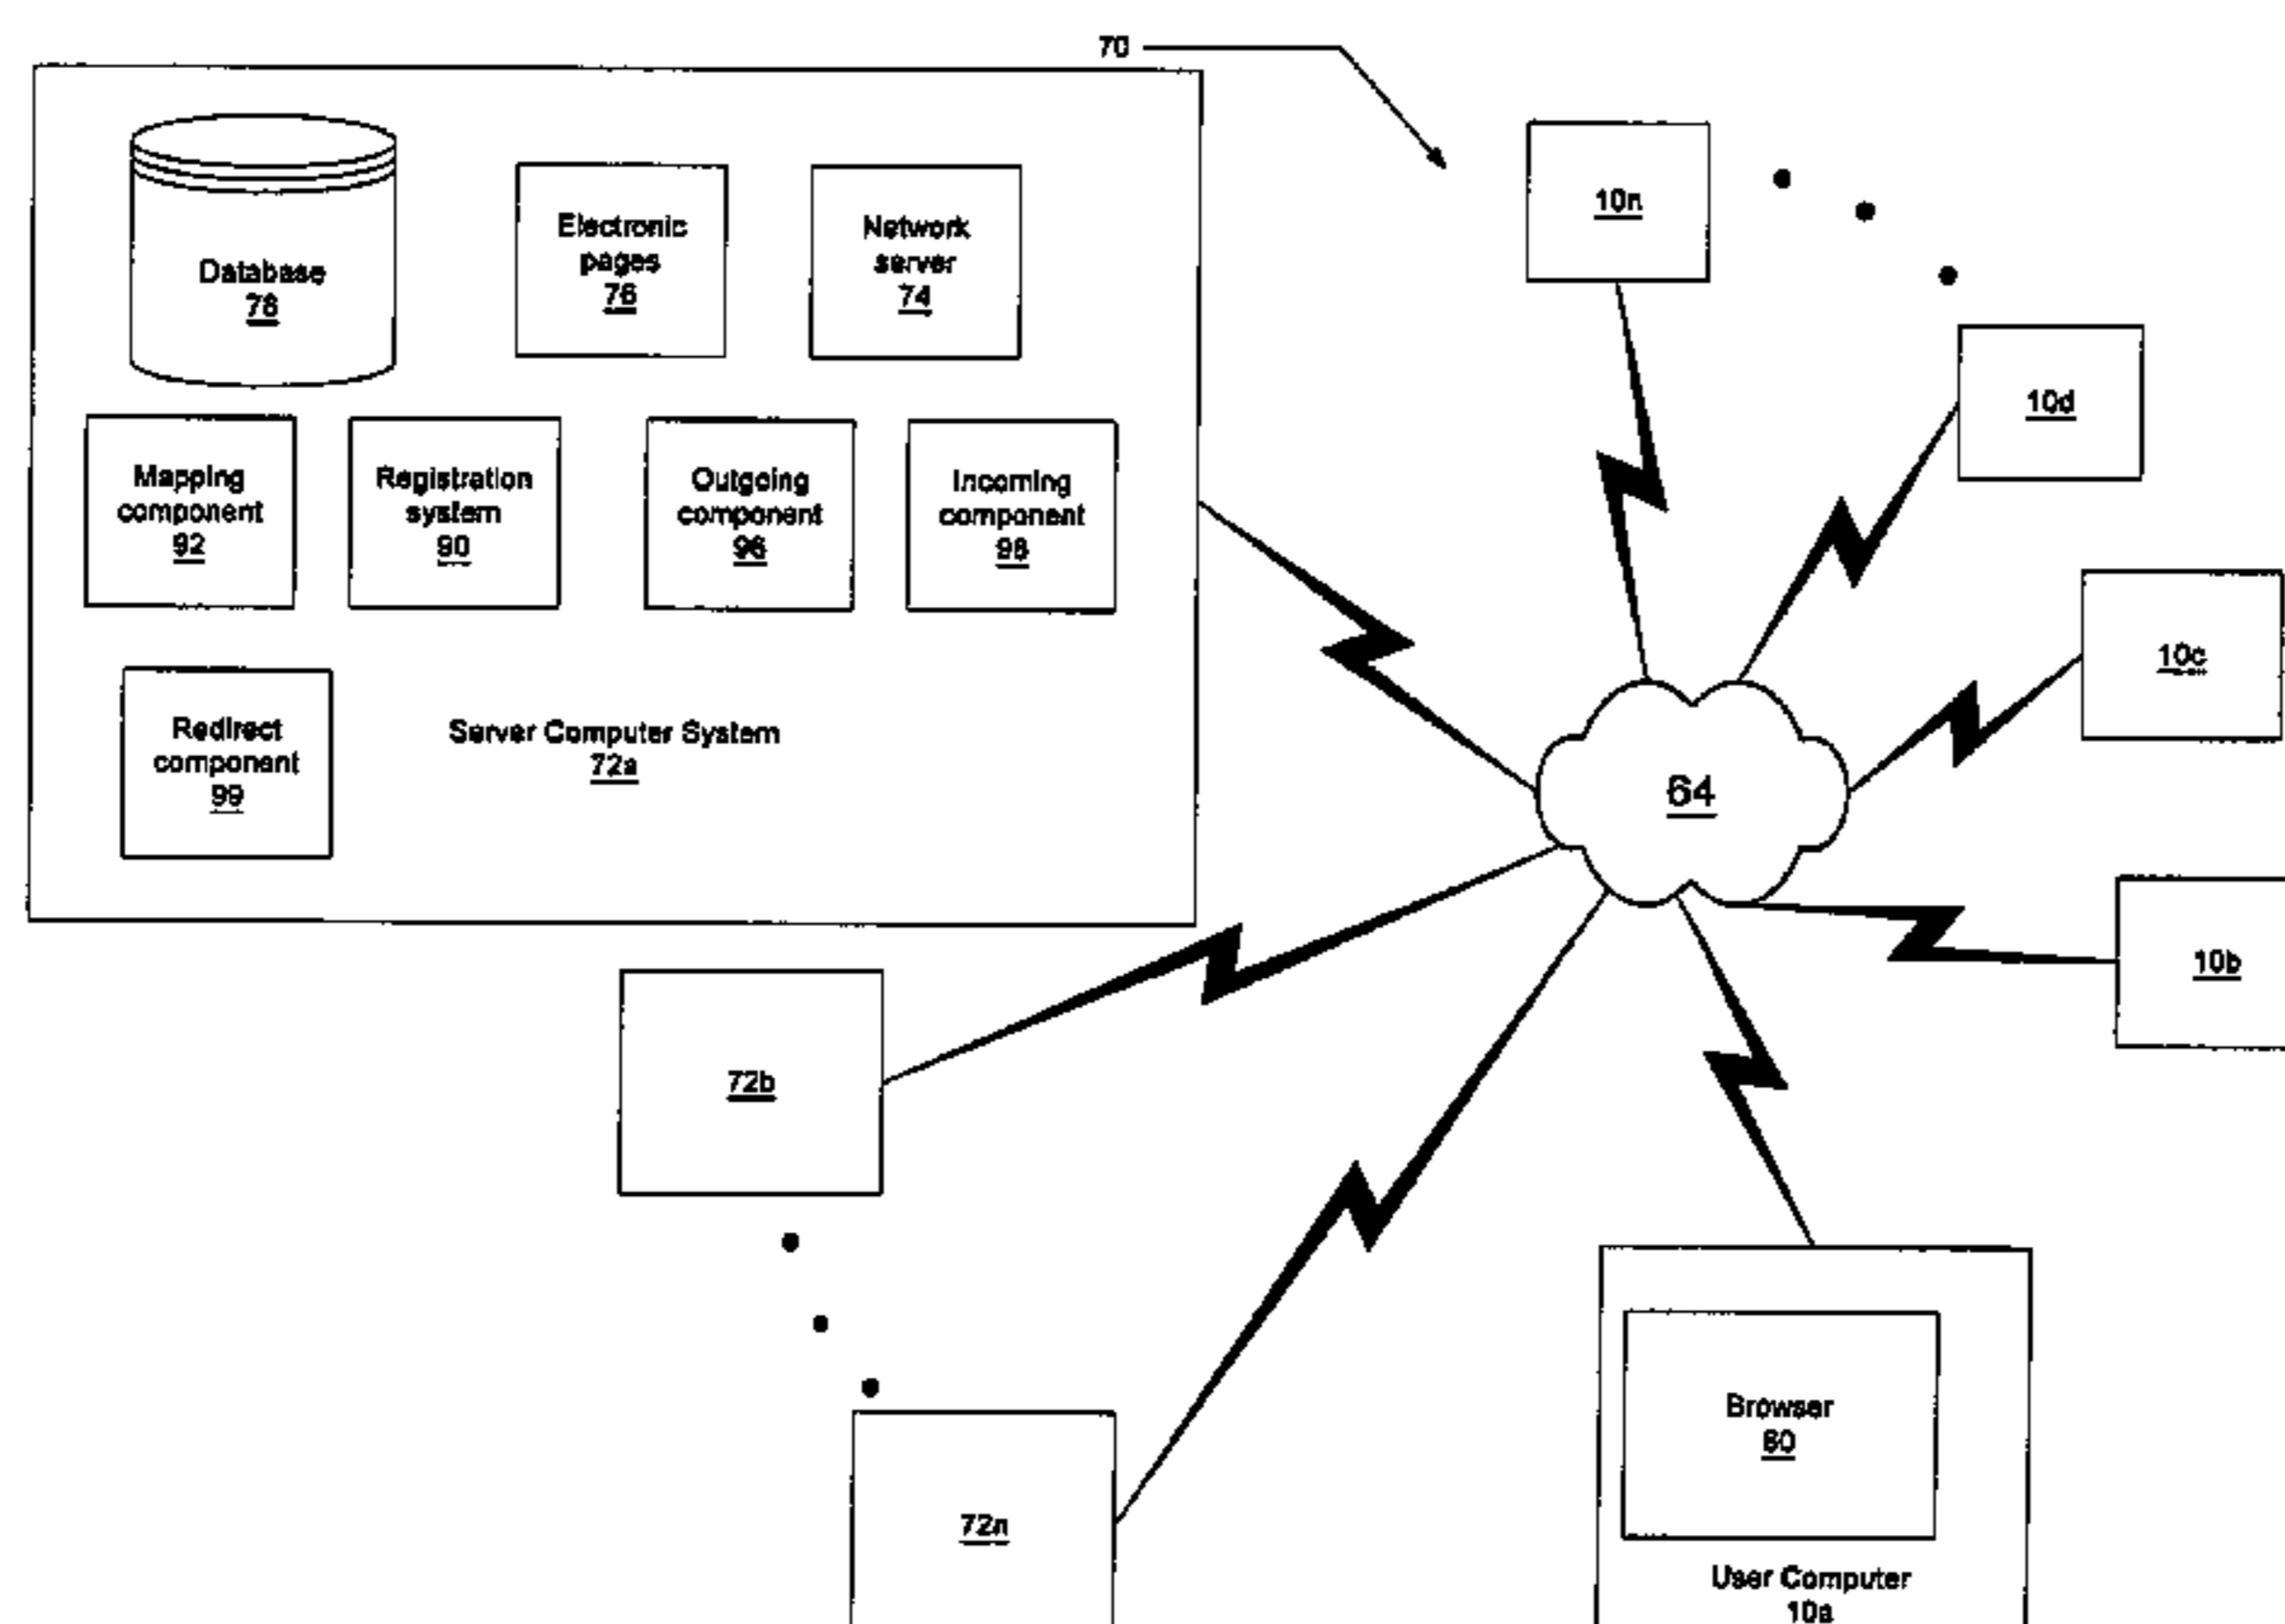 70
Database
78
Electronic
pages
76
Network
server
74
10n
10d
Mapping
component
92
Registration
system
90
Outgoing
component
96
Incoming
component
98
10c
Redirect
component
99
Server Computer System
72a
64
10b
72b
72n
Browser
60
User Computer
10a